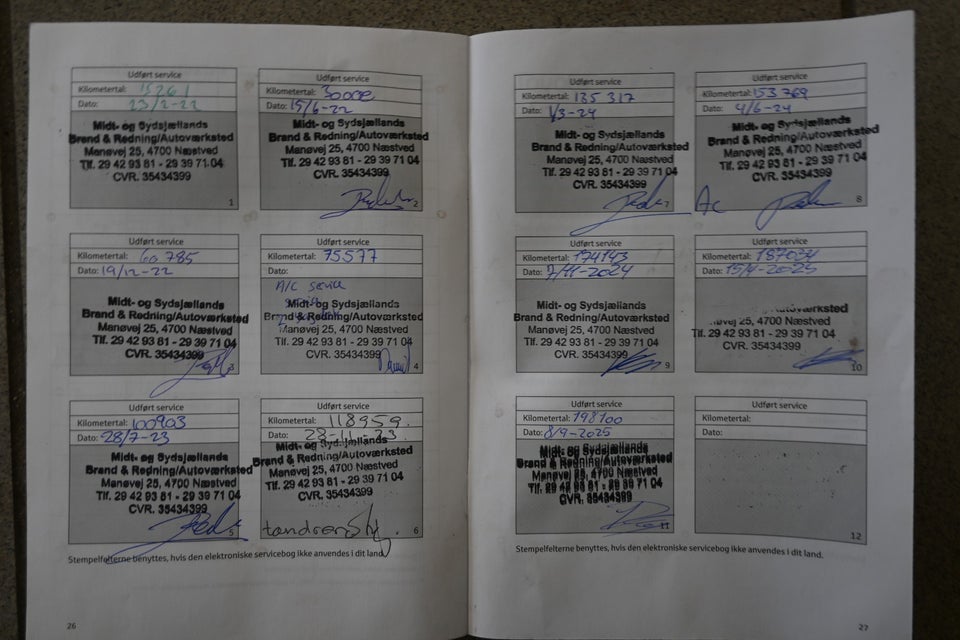 Udført service
Kilometertal: 15261
Dato: 23/2-22
Midt- og Sydsjællands
Brand & Redning/Autoværksted
Manøvej 25, 4700 Næstved
Tlf. 29 42 93 81 - 29 39 71 04
CVR. 35434399
1
Udført service
Kilometertal: 30000
Dato: 15/6-22
Midt- og Sydsjællands
Brand & Redning/Autoværksted
Manøvej 25, 4700 Næstved
Tlf. 29 42 93 81 - 29 39 71 04
CVR. 35434399
2
Udført service
Kilometertal: 60 785
Dato: 19/12-22
Midt- og Sydsjællands
Brand & Redning/Autoværksted
Manøvej 25, 4700 Næstved
Tlf. 29 42 93 81 - 29 39 71 04
CVR. 35434399
3
Udført service
Kilometertal: 75577
Dato:
A/C service
Midt- og Sydsjællands
Brand & Redning/Autoværksted
Manøvej 25, 4700 Næstved
Tlf. 29 42 93 81 - 29 39 71 04
CVR. 35434399
4
Udført service
Kilometertal: 100903
Dato: 28/7-23
Midt- og Sydsjællands
Brand & Redning/Autoværksted
Manøvej 25, 4700 Næstved
Tlf. 29 42 93 81 - 29 39 71 04
CVR. 35434399
5
Udført service
Kilometertal: 118959.
Dato: 28-11-23.
Midt- og Sydsjællands
Brand & Redning/Autoværksted
Manøvej 25, 4700 Næstved
Tlf. 29 42 93 81 - 29 39 71 04
CVR. 35434399
6
Stempelfelterne benyttes, hvis den elektroniske servicebog ikke anvendes i dit land.
26
Udført service
Kilometertal: 135 317
Dato: 1/3-24
Midt- og Sydsjællands
Brand & Redning/Autoværksted
Manøvej 25, 4700 Næstved
Tlf. 29 42 93 81 - 29 39 71 04
CVR. 35434399
Udført service
Kilometertal: 153 769
Dato: 4/6-24
Midt- og Sydsjællands
Brand & Redning/Autoværksted
Manøvej 25, 4700 Næstved
Tlf. 29 42 93 81 - 29 39 71 04
CVR. 35434399
Ac
8
Udført service
Kilometertal: 174143
Dato: 7/11-2024
Midt- og Sydsjællands
Brand & Redning/Autoværksted
Manøvej 25, 4700 Næstved
Tlf. 29 42 93 81 - 29 39 71 04
CVR. 35434399
9
Udført service
Kilometertal: 187034
Dato: 15/4-2025
Manøvej 25, 4700 Næstved
Tlf. 29 42 93 81 - 29 39 71 04
CVR. 35434399
10
Udført service
Kilometertal: 198100
Dato: 8/9-2025
Midt- og Sydsjællands
Brand & Redning/Autoværksted
Manøvej 25, 4700 Næstved
Tlf. 29 42 93 81 - 29 39 71 04
CVR. 35434399
11
Udført service
Kilometertal:
Dato:
12
Stempelfelterne benyttes, hvis den elektroniske servicebog ikke anvendes i dit land.
27